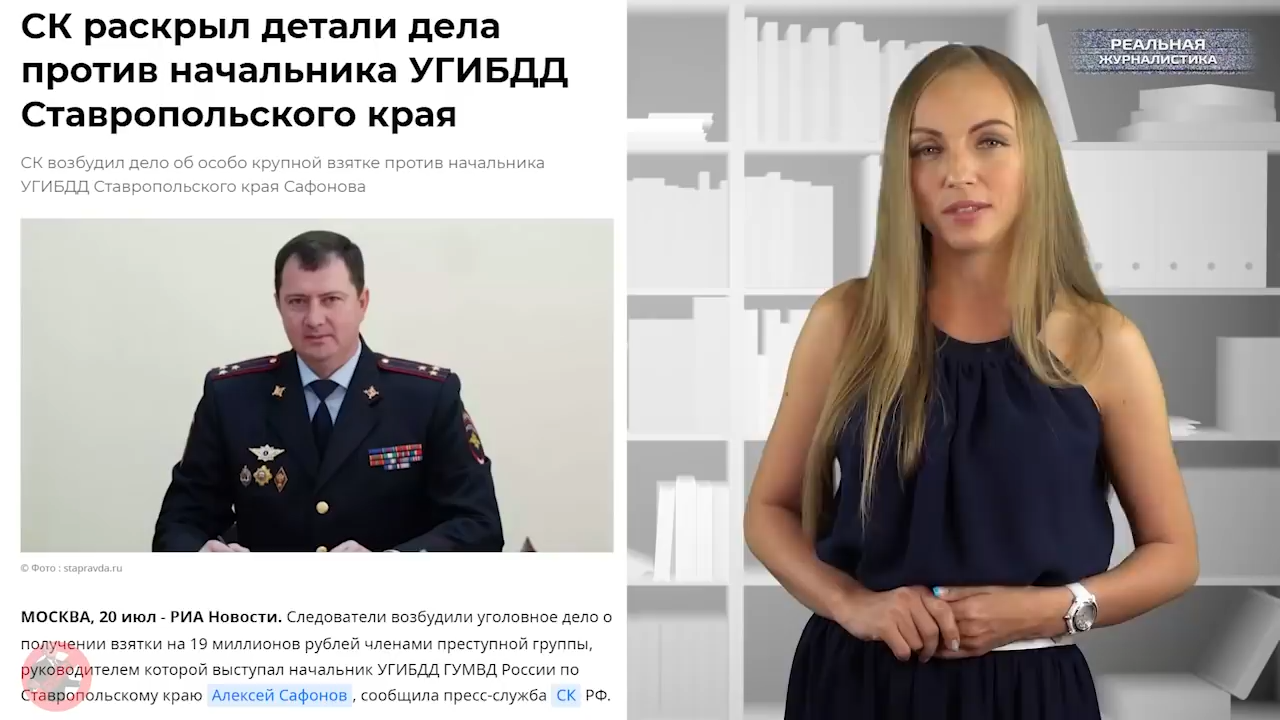 СК раскрыл детали дела
против начальника УГИБДД
Ставропольского края
СК возбудил дело об особо крупной взятке против начальника
УГИБДД Ставропольского края Сафонова
© Фото : stapravda.ru
МОСКВА, 20 июл - РИА Новости. Следователи возбудили уголовное дело о
получении взятки на 19 миллионов рублей членами преступной группы,
руководителем которой выступал начальник УГИБДД ГУМВД России по
Ставропольскому краю Алексей Сафонов, сообщила пресс-служба СК РФ.
РЕАЛЬНАЯ
ЖУРНАЛИСТИКА